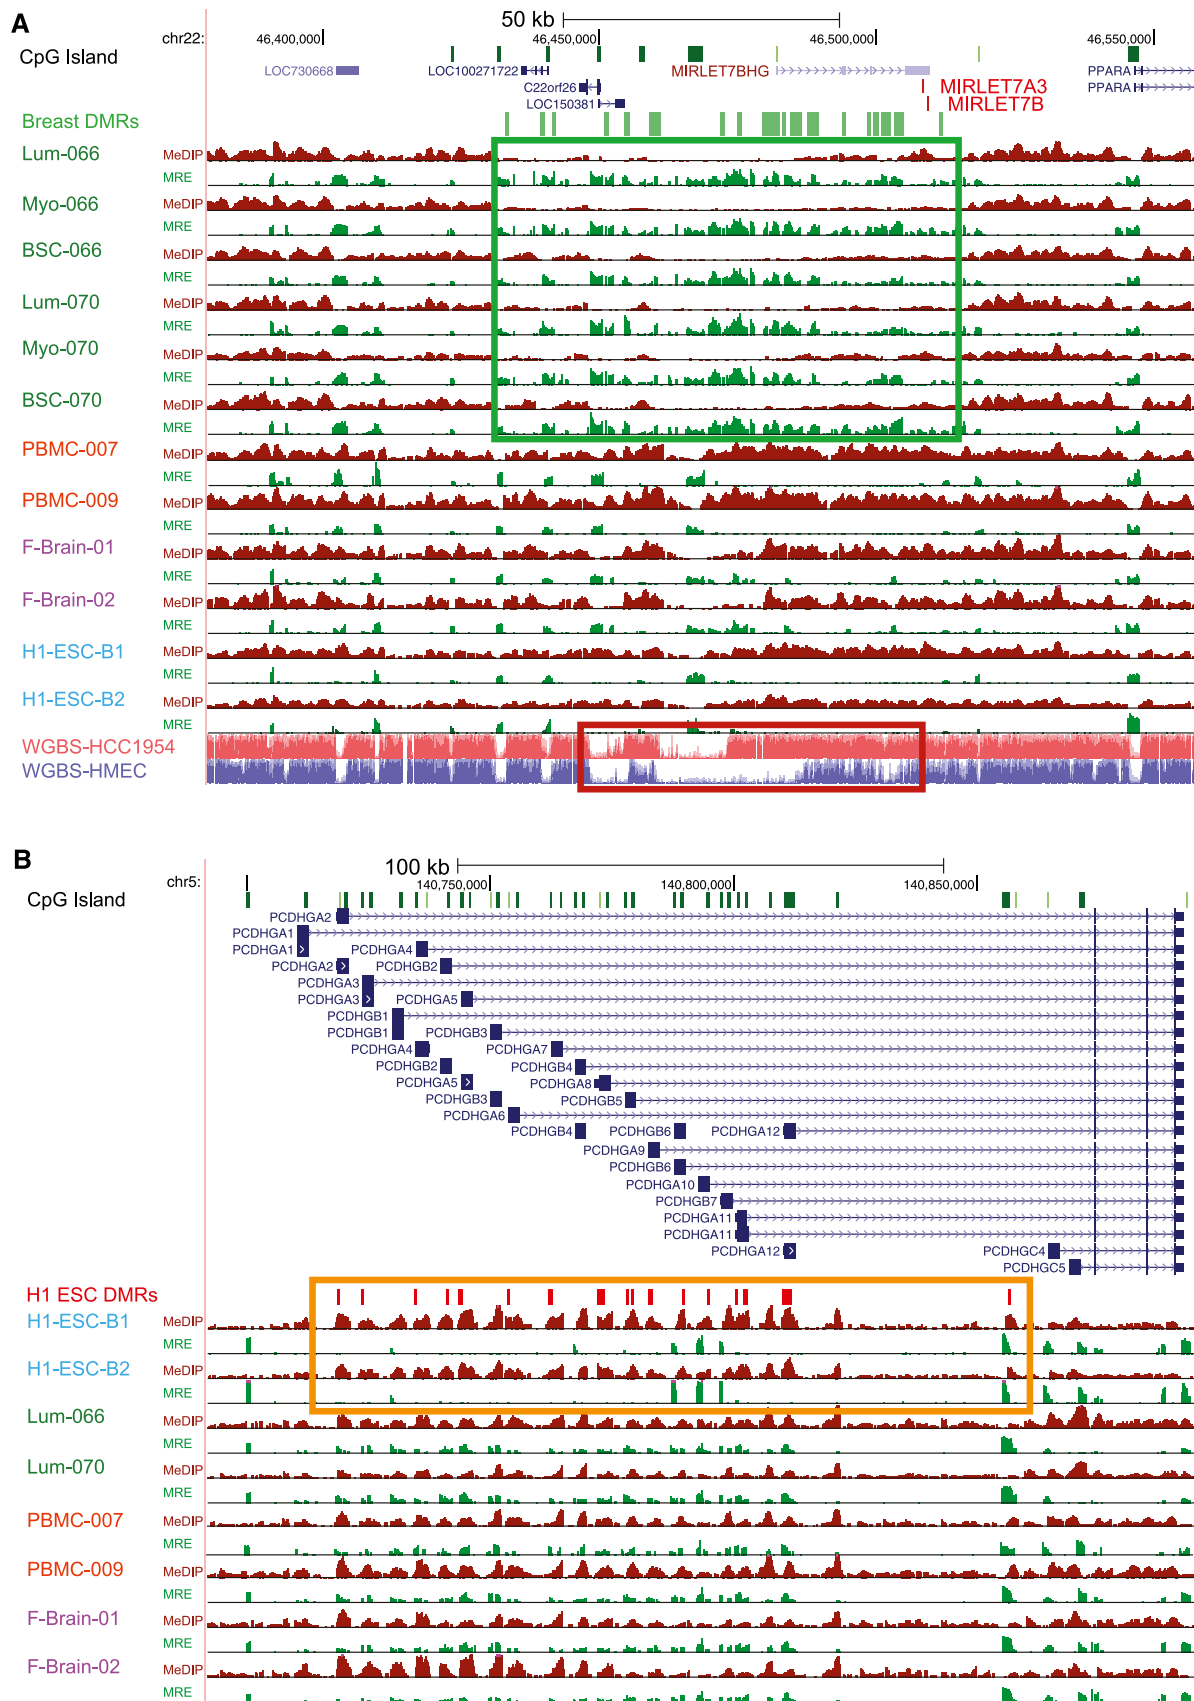 A
50 kb
chr22:
46,400,000
46,450,000
46,500,000
46,550,000
CpG Island
LOC730668
LOC100271722
MIRLET7BHG
PPARA
C22orf26
MIRLET7A3
PPARA
LOC150381
MIRLET7B
Breast DMRs
Lum-066
MeDIP
MRE
Myo-066
MeDIP
MRE
BSC-066
MeDIP
MRE
Lum-070
MeDIP
MRE
Myo-070
MeDIP
MRE
BSC-070
MeDIP
MRE
PBMC-007
MeDIP
MRE
PBMC-009
MeDIP
MRE
F-Brain-01
MeDIP
MRE
F-Brain-02
MeDIP
MRE
H1-ESC-B1
MeDIP
MRE
H1-ESC-B2
MeDIP
MRE
WGBS-HCC1954
WGBS-HMEC
B
100 kb
chr5:
140,750,000
140,800,000
140,850,000
CpG Island
PCDHGA2
PCDHGA1
PCDHGA1 PCDHGA4
PCDHGA2 PCDHGB2
PCDHGA3
PCDHGA3 PCDHGA5
PCDHGB1
PCDHGB1 PCDHGB3
PCDHGA4 PCDHGA7
PCDHGB2 PCDHGB4
PCDHGA5 PCDHGA8
PCDHGB3 PCDHGB5
PCDHGA6
PCDHGB4 PCDHGB6 PCDHGA12
PCDHGA9
PCDHGB6
PCDHGA10
PCDHGB7
PCDHGA11
PCDHGA11
PCDHGA12 PCDHGC4
PCDHGC5
H1 ESC DMRs
H1-ESC-B1
MeDIP
MRE
H1-ESC-B2
MeDIP
MRE
Lum-066
MeDIP
MRE
Lum-070
MeDIP
MRE
PBMC-007
MeDIP
MRE
PBMC-009
MeDIP
MRE
F-Brain-01
MeDIP
MRE
F-Brain-02
MeDIP
MRE